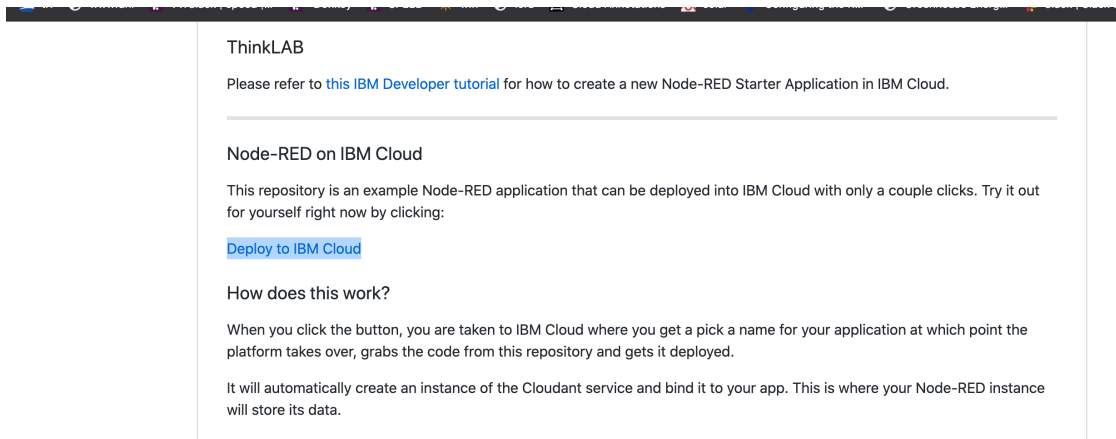 ThinkLAB
Please refer to this IBM Developer tutorial for how to create a new Node-RED Starter Application in IBM Cloud.
Node-RED on IBM Cloud
This repository is an example Node-RED application that can be deployed into IBM Cloud with only a couple clicks. Try it out
for yourself right now by clicking:
Deploy to IBM Cloud
How does this work?
When you click the button, you are taken to IBM Cloud where you get a pick a name for your application at which point the
platform takes over, grabs the code from this repository and gets it deployed.
It will automatically create an instance of the Cloudant service and bind it to your app. This is where your Node-RED instance
will store its data.